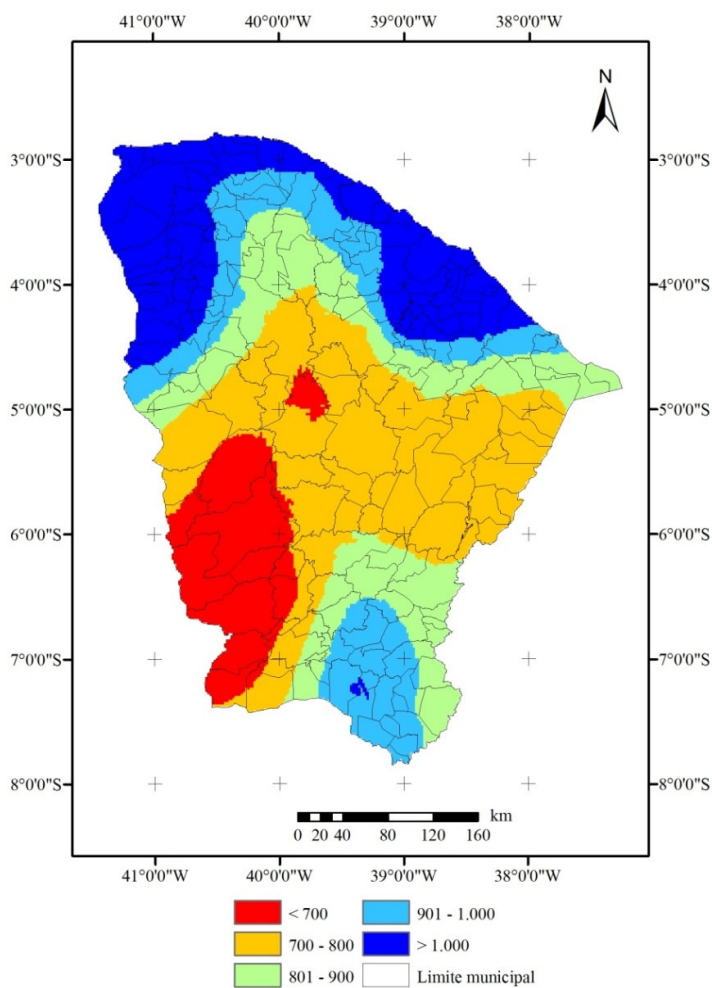 41°0'0"W 40°0'0"W 39°0'0"W 38°0'0"W
N
3°0'0"S 3°0'0"S
4°0'0"S 4°0'0"S
5°0'0"S 5°0'0"S
6°0'0"S 6°0'0"S
7°0'0"S 7°0'0"S
8°0'0"S 8°0'0"S
km
0 20 40 80 120 160
41°0'0"W 40°0'0"W 39°0'0"W 38°0'0"W
< 700 901 - 1.000
700 - 800 > 1.000
801 - 900 Limite municipal